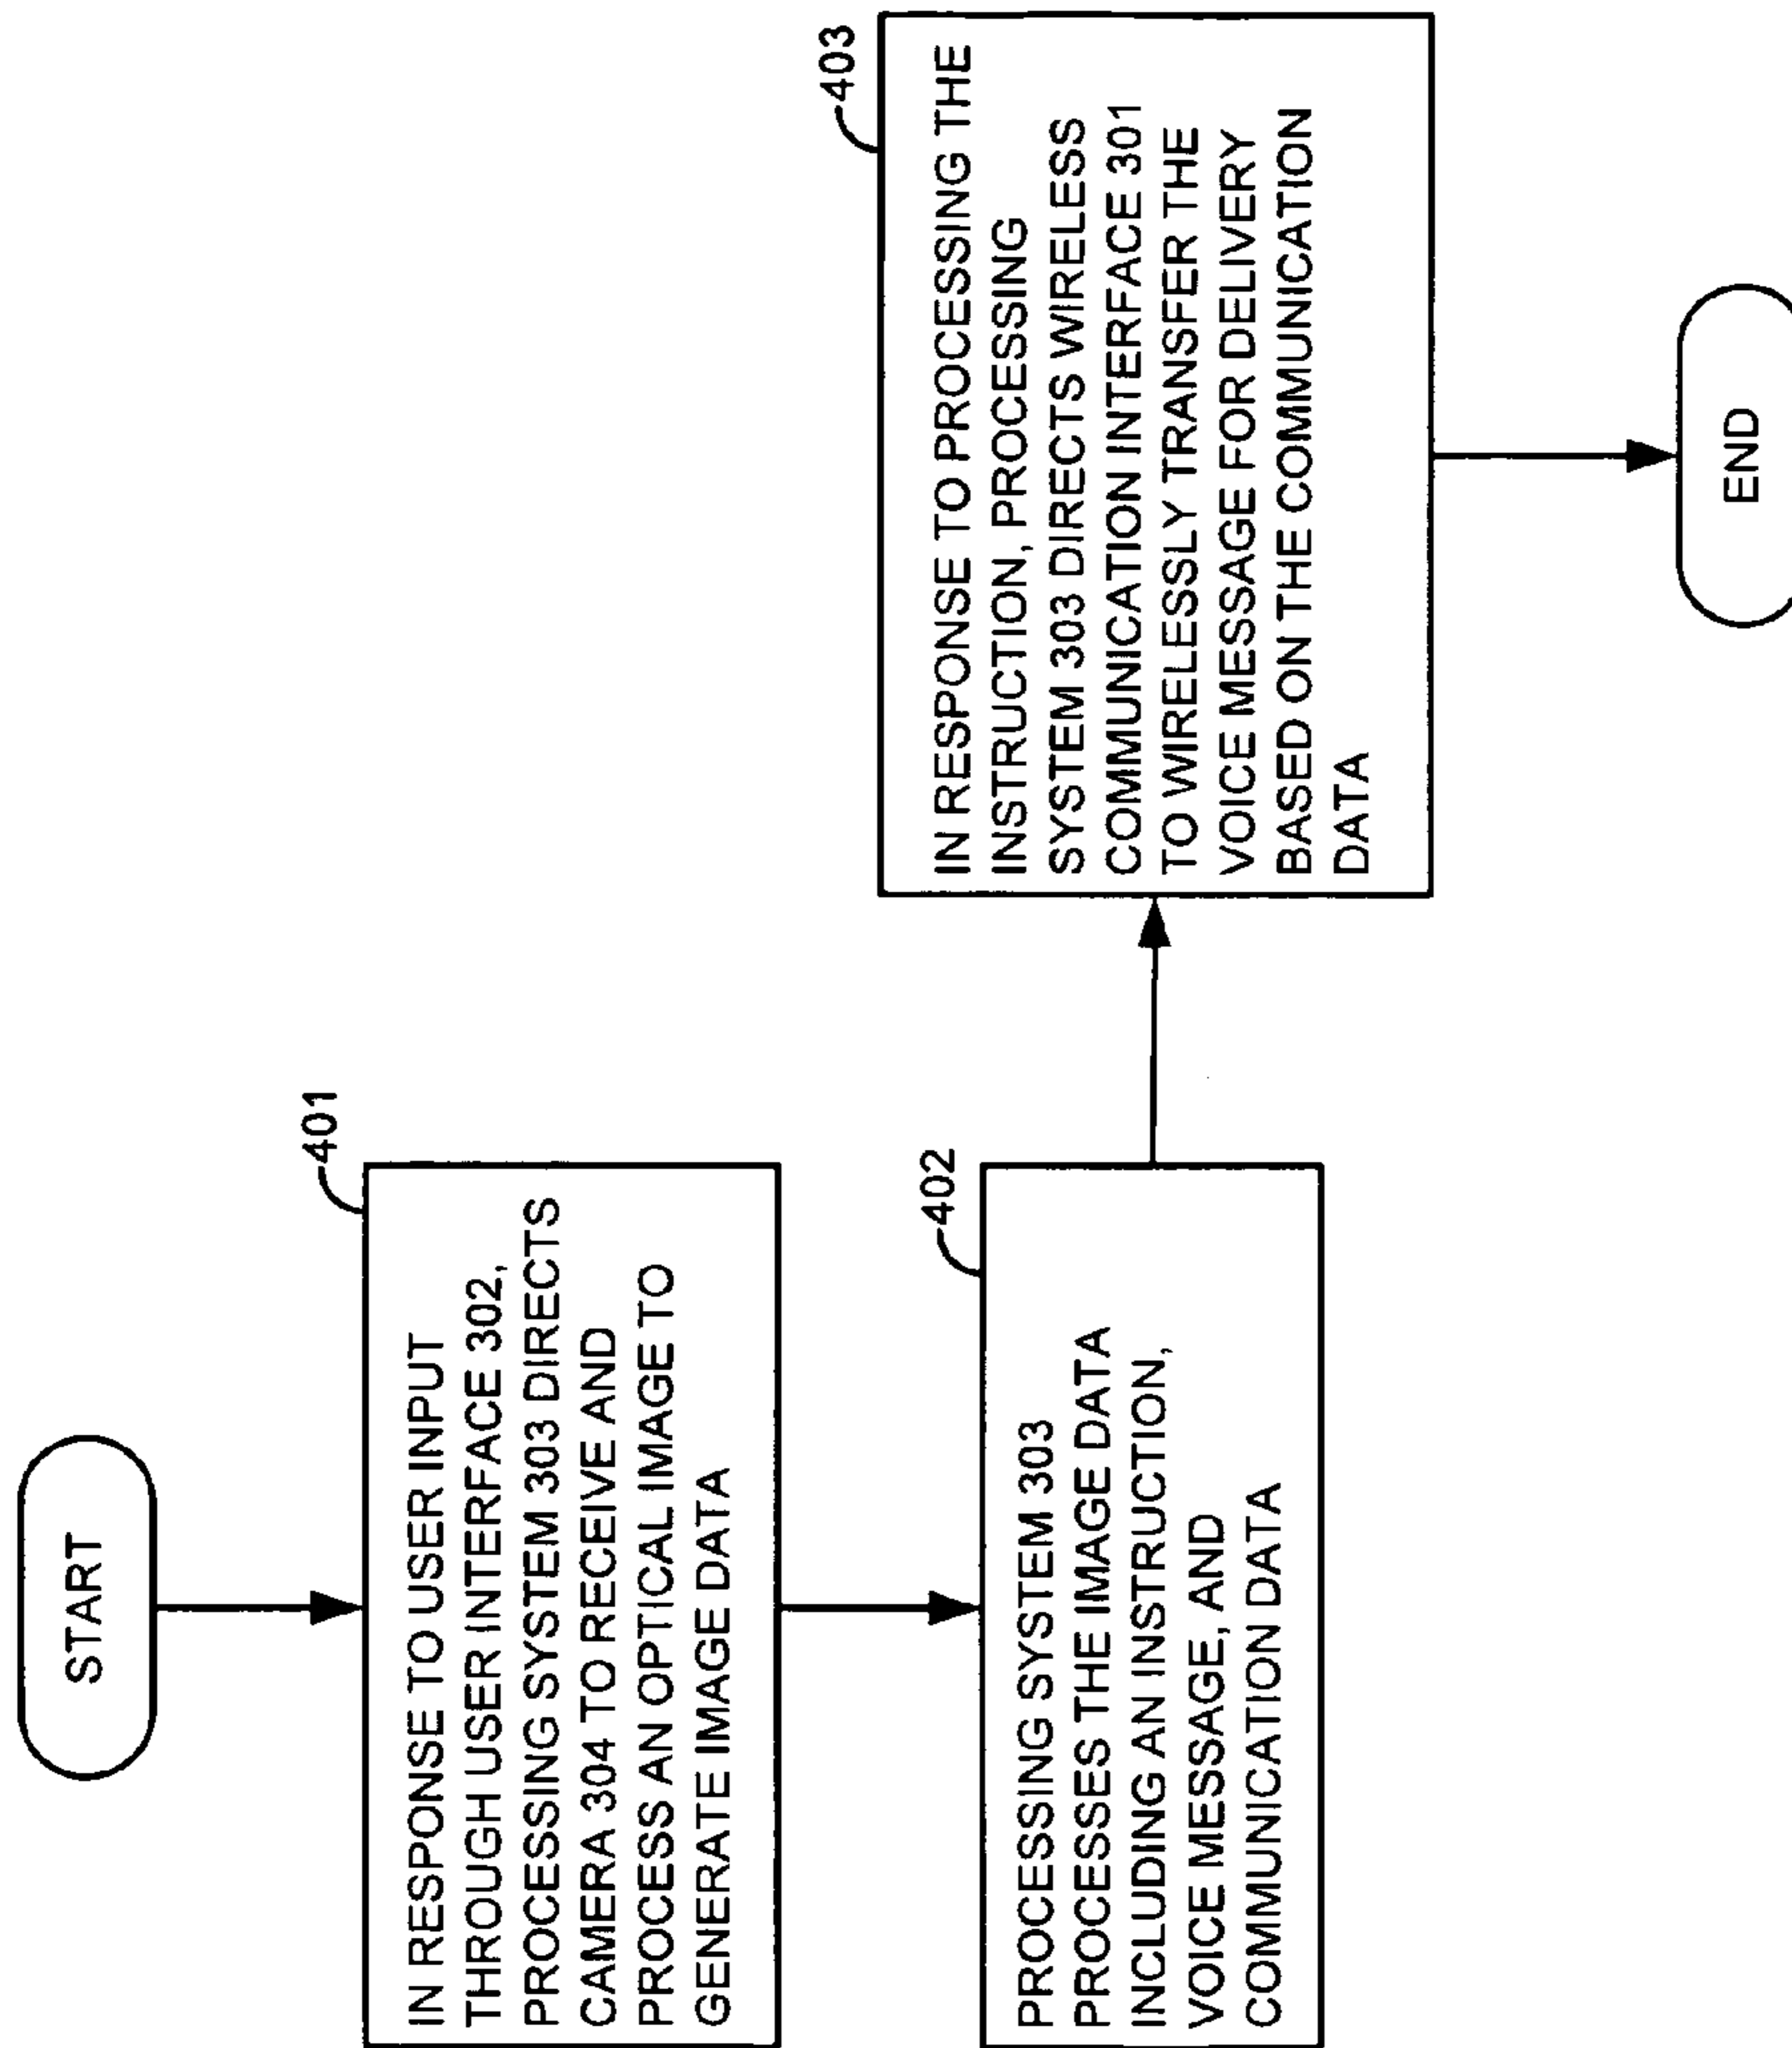 START
401
IN RESPONSE TO USER INPUT
THROUGH USER INTERFACE 302,
PROCESSING SYSTEM 303 DIRECTS
CAMERA 304 TO RECEIVE AND
PROCESS AN OPTICAL IMAGE TO
GENERATE IMAGE DATA
402
PROCESSING SYSTEM 303
PROCESSES THE IMAGE DATA
INCLUDING AN INSTRUCTION,
VOICE MESSAGE, AND
COMMUNICATION DATA
403
IN RESPONSE TO PROCESSING THE
INSTRUCTION, PROCESSING
SYSTEM 303 DIRECTS WIRELESS
COMMUNICATION INTERFACE 301
TO WIRELESSLY TRANSFER THE
VOICE MESSAGE FOR DELIVERY
BASED ON THE COMMUNICATION
DATA
END